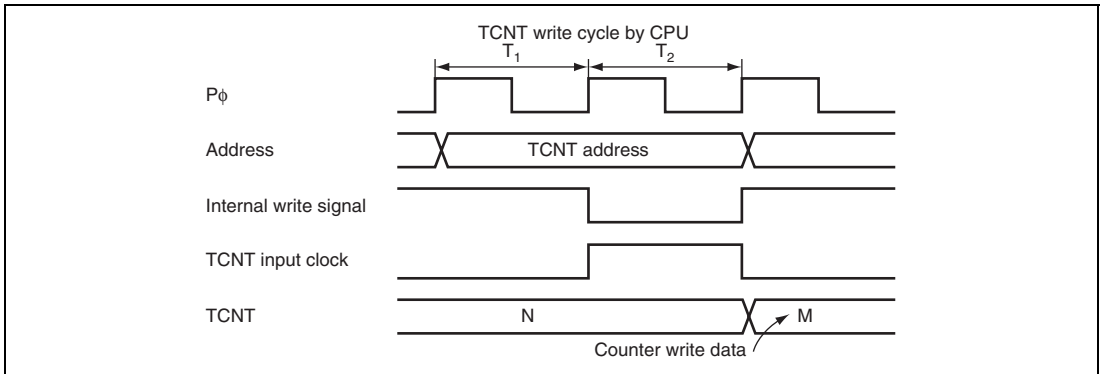 TCNT write cycle by CPU
T1 T2
Pϕ
Address TCNT address
Internal write signal
TCNT input clock
TCNT N M
Counter write data